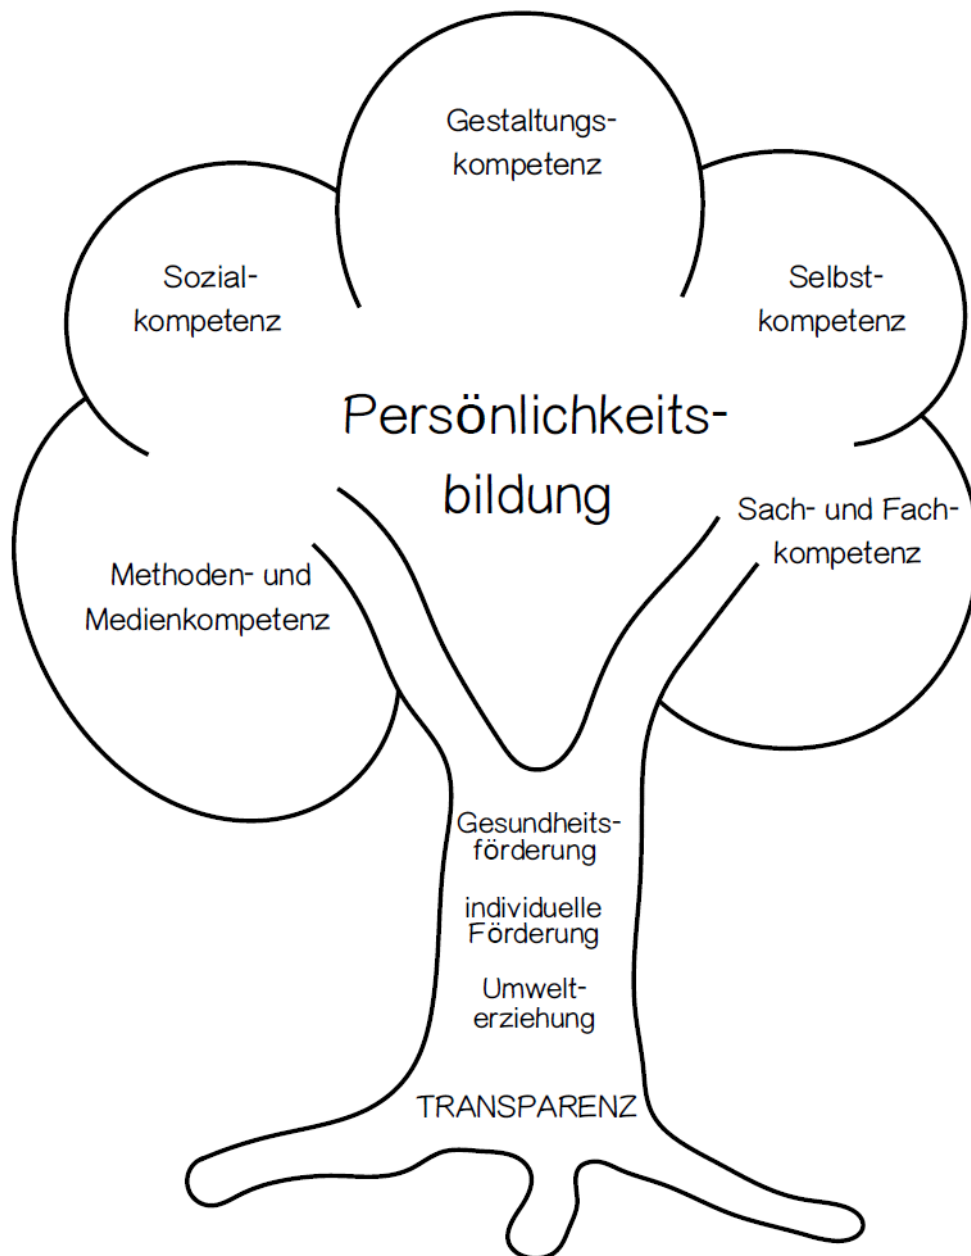 Gestaltungs-
kompetenz
Sozial-
kompetenz
Selbst-
kompetenz
Persönlichkeits-
bildung
Sach- und Fach-
kompetenz
Methoden- und
Medienkompetenz
Gesundheits-
förderung
individuelle
Förderung
Umwelt-
erziehung
TRANSPARENZ